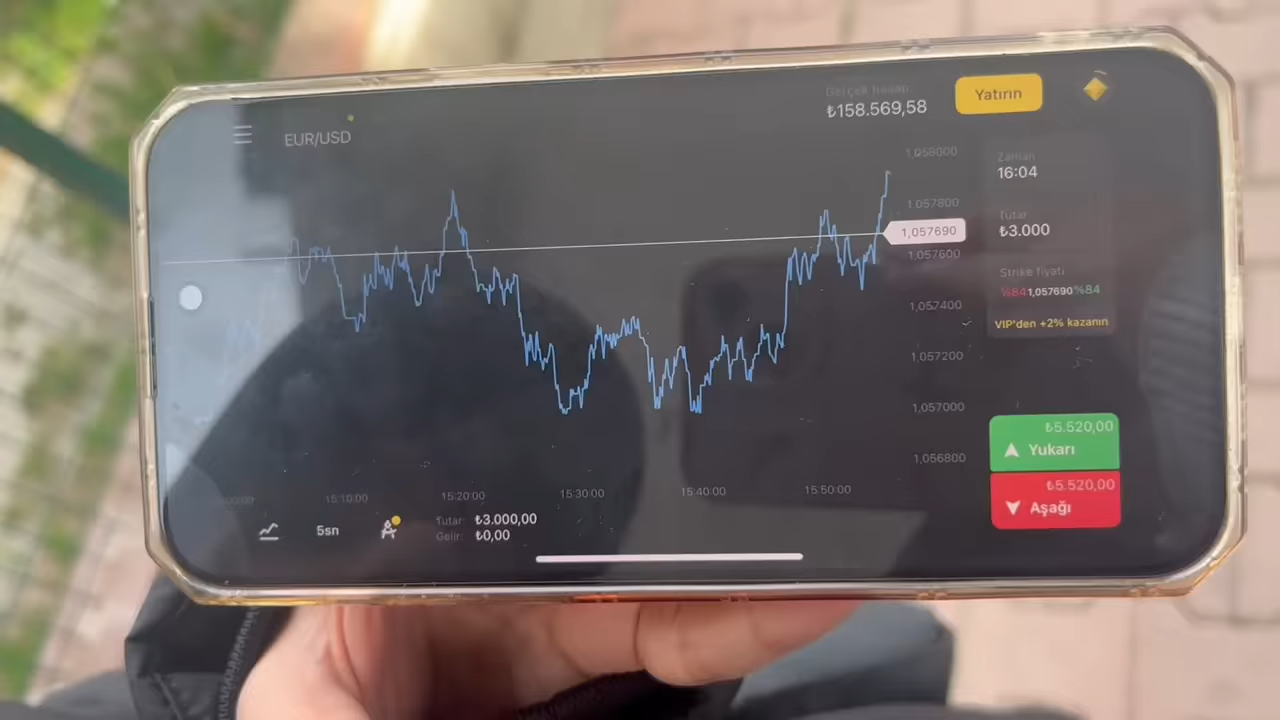 EUR/USD
Gerçek hesap
₺158.569,58
Yatırın
1,058000
1,057800
1,057690
1,057600
1,057400
1,057200
1,057000
1,056800
Zaman
16:04
Tutar
₺3.000
Strike fiyatı
%84 1,057690 %84
VIP'den +2% kazanın
₺5.520,00
Yukarı
₺5.520,00
Aşağı
15:10:00
15:20:00
15:30:00
15:40:00
15:50:00
5sn
Tutar: ₺3.000,00
Gelir: ₺0,00